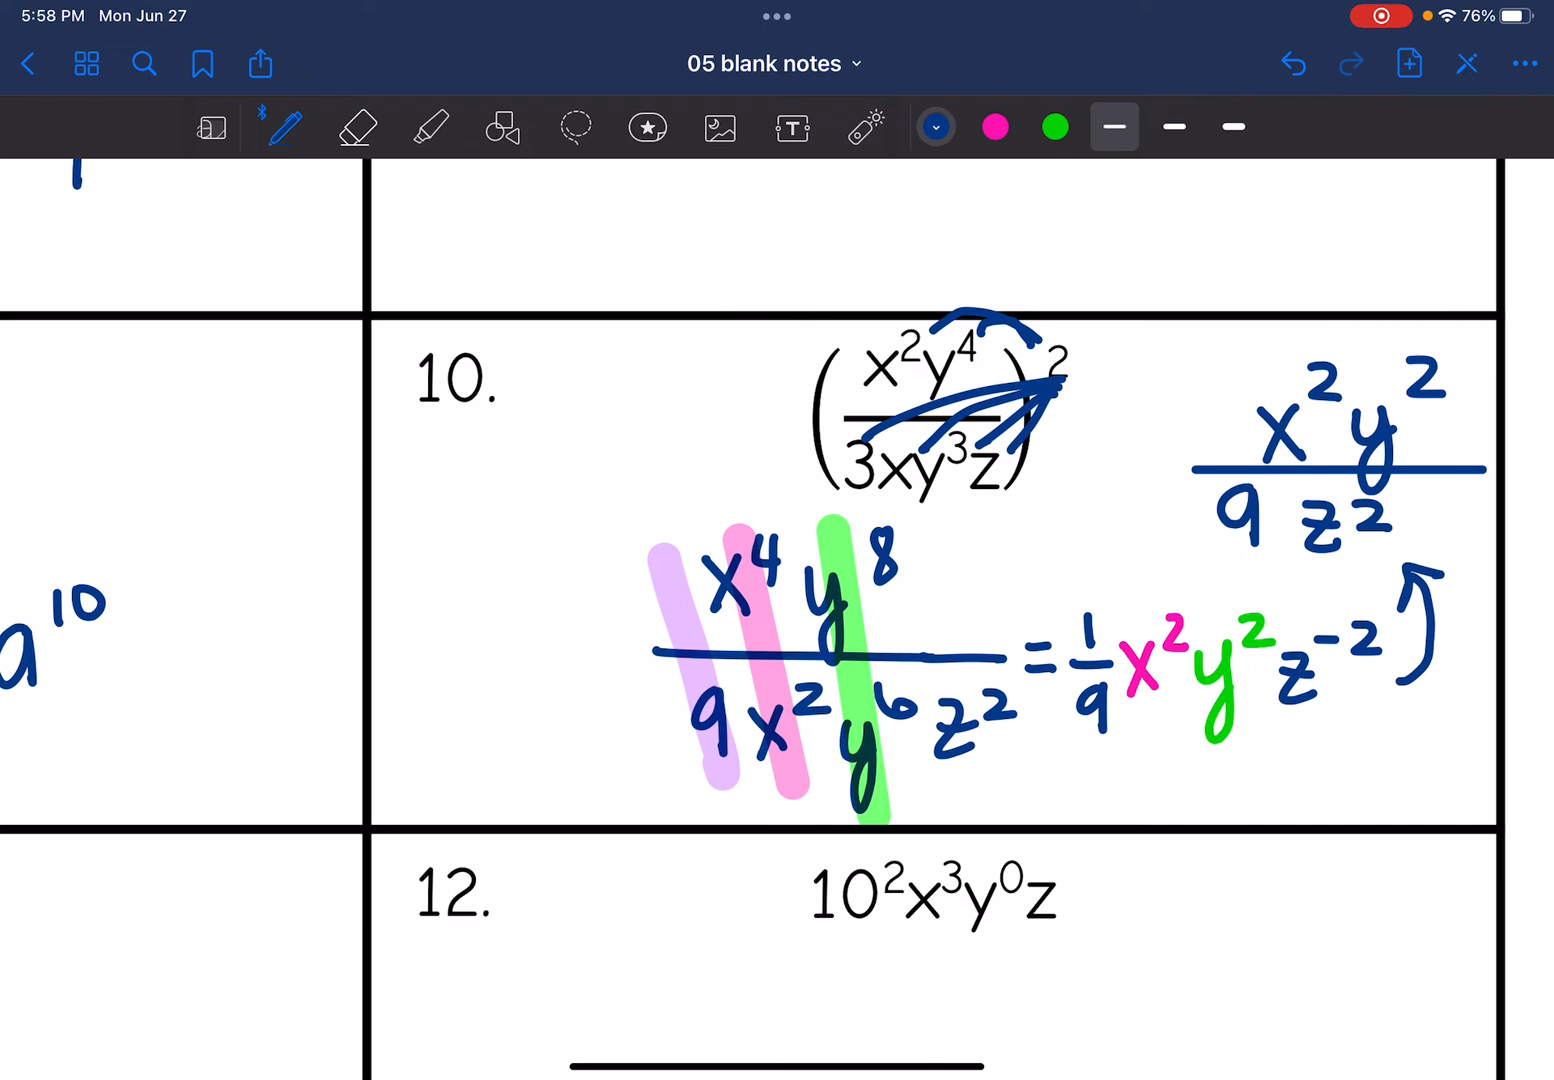 5:58 PM Mon Jun 27 76%
05 blank notes
T
10. (x²y⁴ / 3xy³z)²
x²y² / 9z²
a¹⁰
x⁴y⁸ / 9x²y⁶z² = 1/9 x²y²z⁻²
12. 10²x³y⁰z